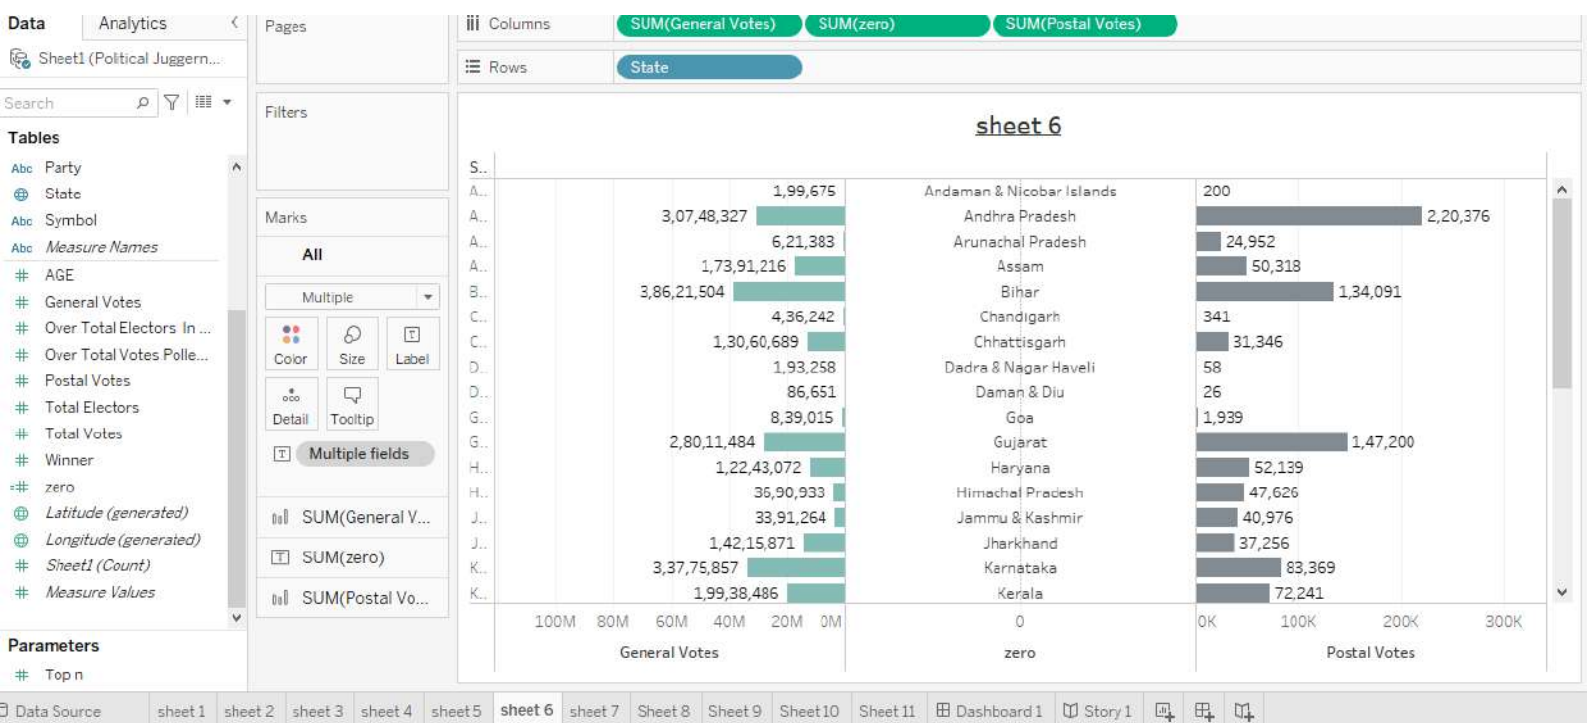 Data Analytics
Pages
Columns SUM(General Votes) SUM(zero) SUM(Postal Votes)
Sheet1 (Political Juggern...
Rows State
Search
Filters
Tables
Abc Party
State
Abc Symbol
Abc Measure Names
# AGE
# General Votes
# Over Total Electors In ...
# Over Total Votes Polle...
# Postal Votes
# Total Electors
# Total Votes
# Winner
=# zero
Latitude (generated)
Longitude (generated)
# Sheet1 (Count)
# Measure Values
Parameters
# Top n
Marks
All
Multiple
Color Size Label
Detail Tooltip
Multiple fields
SUM(General V...
SUM(zero)
SUM(Postal Vo...
sheet 6
S..
A.. 1,99,675 Andaman & Nicobar Islands 200
A.. 3,07,48,327 Andhra Pradesh 2,20,376
A.. 6,21,383 Arunachal Pradesh 24,952
A.. 1,73,91,216 Assam 50,318
B.. 3,86,21,504 Bihar 1,34,091
C.. 4,36,242 Chandigarh 341
C.. 1,30,60,689 Chhattisgarh 31,346
D.. 1,93,258 Dadra & Nagar Haveli 58
D.. 86,651 Daman & Diu 26
G.. 8,39,015 Goa 1,939
G.. 2,80,11,484 Gujarat 1,47,200
H.. 1,22,43,072 Haryana 52,139
H.. 36,90,933 Himachal Pradesh 47,626
J.. 33,91,264 Jammu & Kashmir 40,976
J.. 1,42,15,871 Jharkhand 37,256
K.. 3,37,75,857 Karnataka 83,369
K.. 1,99,38,486 Kerala 72,241
100M 80M 60M 40M 20M 0M 0 0K 100K 200K 300K
General Votes zero Postal Votes
Data Source sheet 1 sheet 2 sheet 3 sheet 4 sheet 5 sheet 6 sheet 7 Sheet 8 Sheet 9 Sheet 10 Sheet 11 Dashboard 1 Story 1